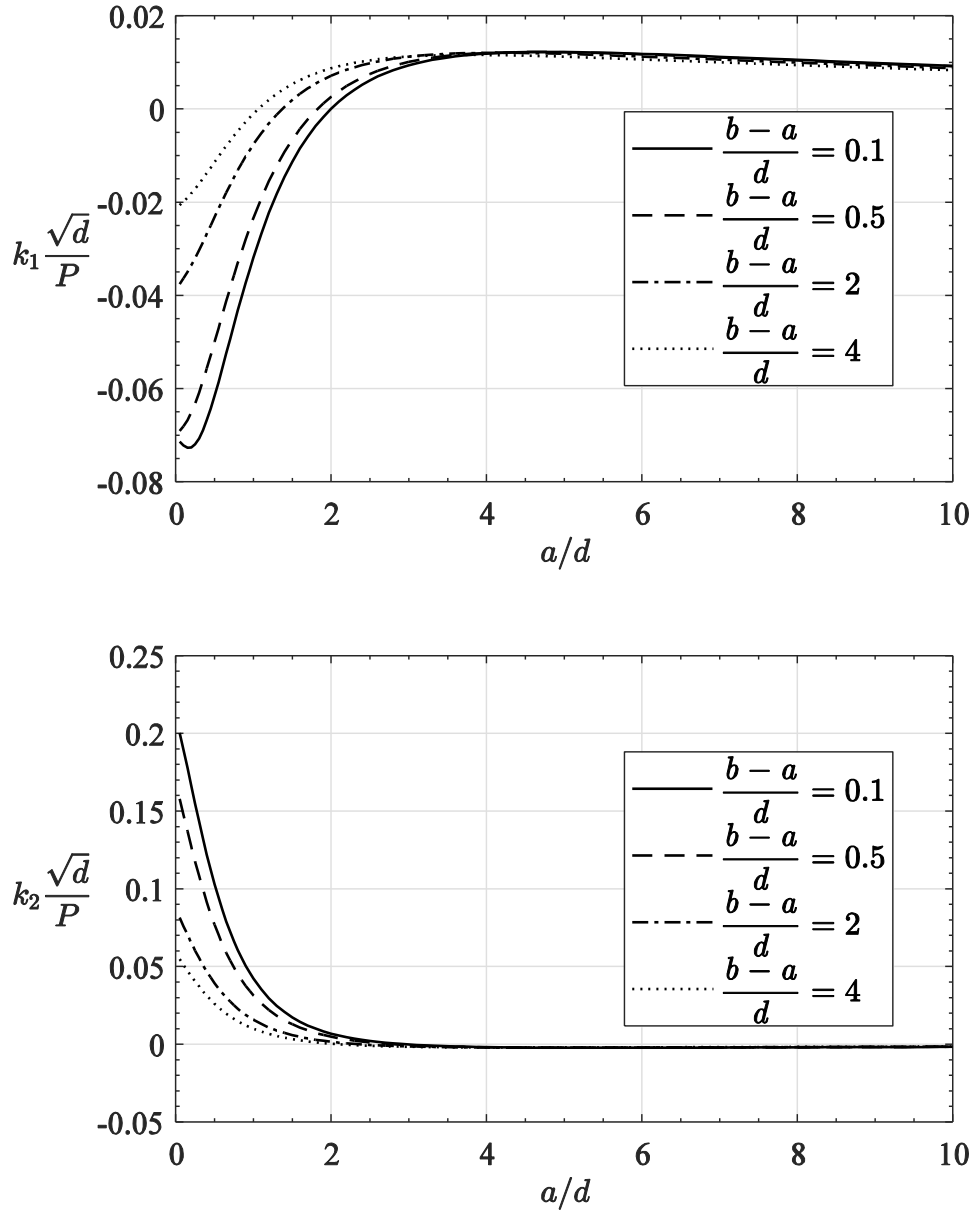 0.02
0
-0.02
-0.04
-0.06
-0.08
k₁ √d / P
0 2 4 6 8 10
a/d
(b − a)/d = 0.1
(b − a)/d = 0.5
(b − a)/d = 2
(b − a)/d = 4
0.25
0.2
0.15
0.1
0.05
0
-0.05
k₂ √d / P
0 2 4 6 8 10
a/d
(b − a)/d = 0.1
(b − a)/d = 0.5
(b − a)/d = 2
(b − a)/d = 4